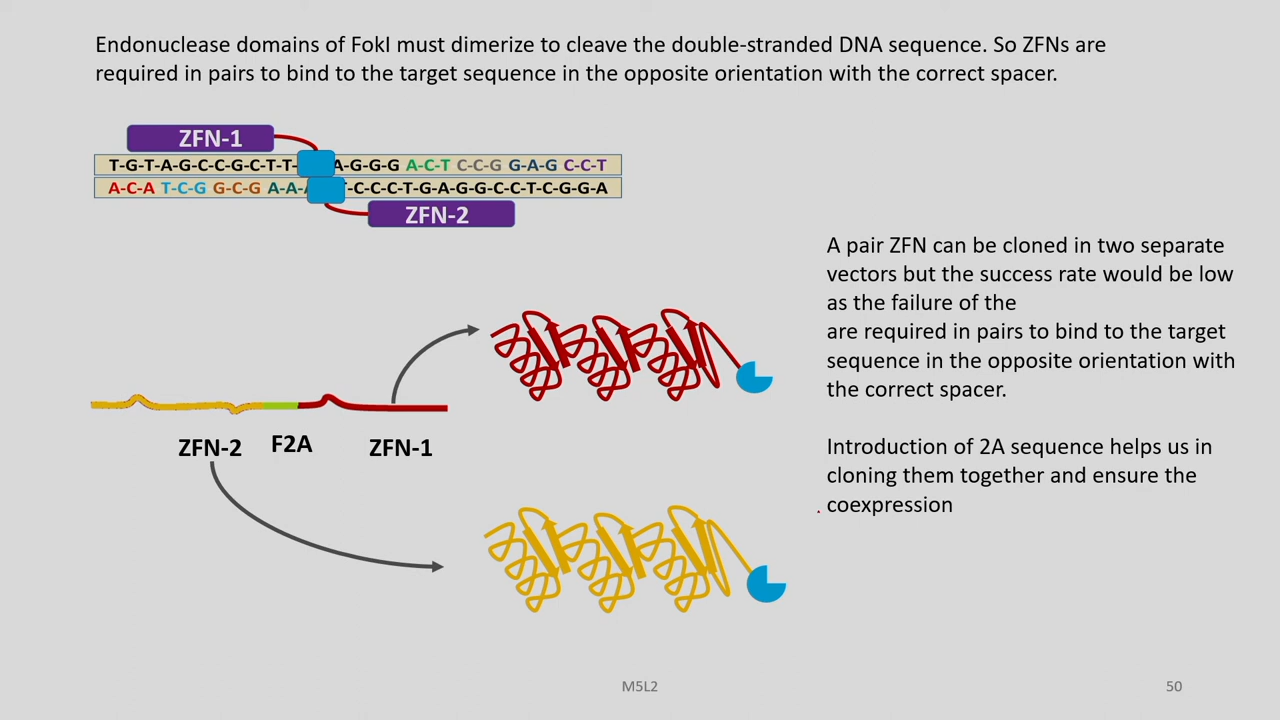 Endonuclease domains of FokI must dimerize to cleave the double-stranded DNA sequence. So ZFNs are
required in pairs to bind to the target sequence in the opposite orientation with the correct spacer.
ZFN-1
T-G-T-A-G-C-C-G-C-T-T- A-G-G-G A-C-T C-C-G G-A-G C-C-T
A-C-A T-C-G G-C-G A-A-A -C-C-C-T-G-A-G-G-C-C-T-C-G-G-A
ZFN-2
A pair ZFN can be cloned in two separate
vectors but the success rate would be low
as the failure of the
are required in pairs to bind to the target
sequence in the opposite orientation with
the correct spacer.
ZFN-2 F2A ZFN-1
Introduction of 2A sequence helps us in
cloning them together and ensure the
coexpression
M5L2 50